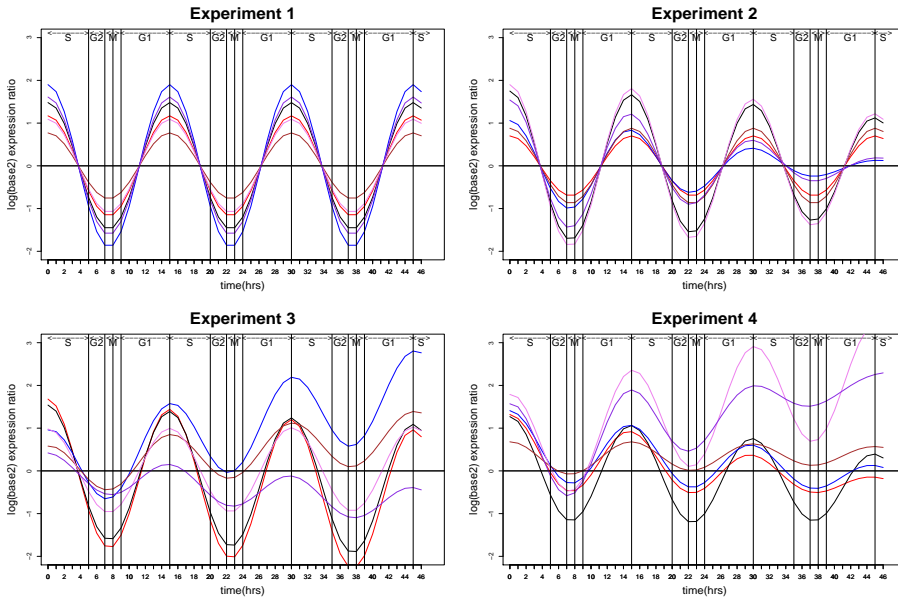 Experiment 1
S G2 M G1 S G2 M G1 S G2 M G1 S
log(base2) expression ratio
3
2
1
0
-1
-2
0 2 4 6 8 10 12 14 16 18 20 22 24 26 28 30 32 34 36 38 40 42 44 46
time(hrs)
Experiment 2
S G2 M G1 S G2 M G1 S G2 M G1 S
log(base2) expression ratio
3
2
1
0
-1
-2
0 2 4 6 8 10 12 14 16 18 20 22 24 26 28 30 32 34 36 38 40 42 44 46
time(hrs)
Experiment 3
S G2 M G1 S G2 M G1 S G2 M G1 S
log(base2) expression ratio
3
2
1
0
-1
-2
0 2 4 6 8 10 12 14 16 18 20 22 24 26 28 30 32 34 36 38 40 42 44 46
time(hrs)
Experiment 4
S G2 M G1 S G2 M G1 S G2 M G1 S
log(base2) expression ratio
3
2
1
0
-1
-2
0 2 4 6 8 10 12 14 16 18 20 22 24 26 28 30 32 34 36 38 40 42 44 46
time(hrs)